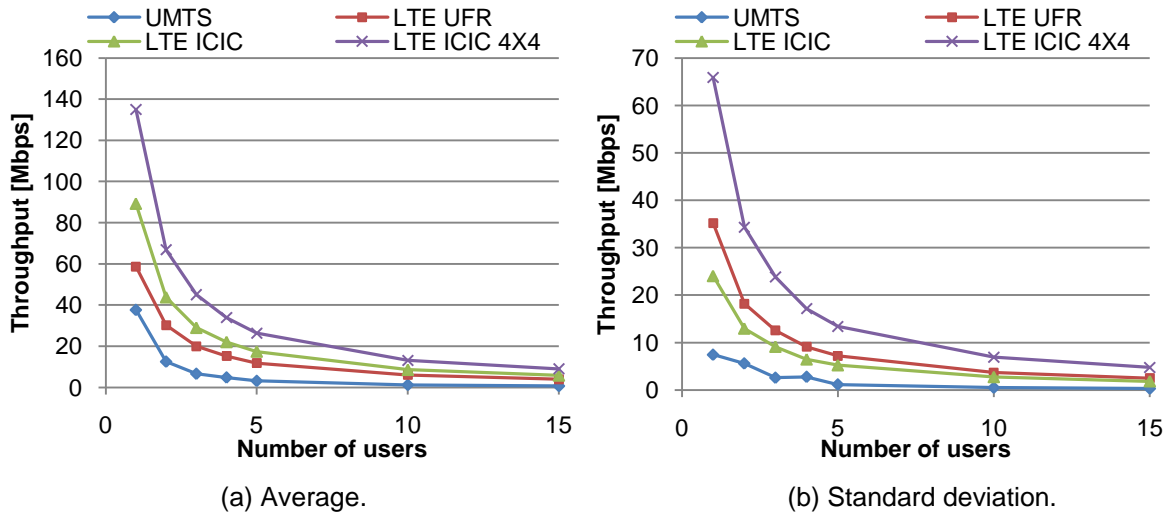 UMTS
LTE UFR
LTE ICIC
LTE ICIC 4X4
160
140
120
100
80
60
40
20
0
Throughput [Mbps]
0
5
10
15
Number of users
(a) Average.
UMTS
LTE UFR
LTE ICIC
LTE ICIC 4X4
70
60
50
40
30
20
10
0
Throughput [Mbps]
0
5
10
15
Number of users
(b) Standard deviation.